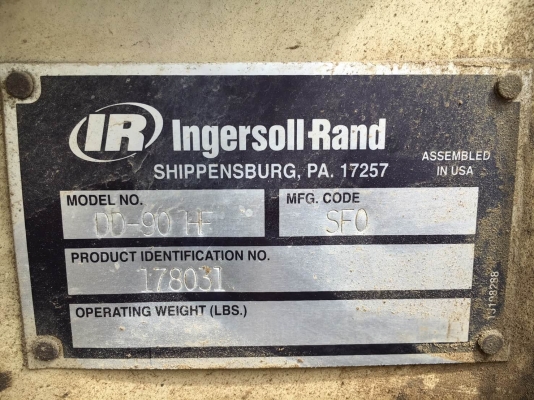 IR Ingersoll-Rand
SHIPPENSBURG, PA. 17257
ASSEMBLED
IN USA
MODEL NO.
DD-90 HF
MFG. CODE
SFO
PRODUCT IDENTIFICATION NO.
178031
OPERATING WEIGHT (LBS.)